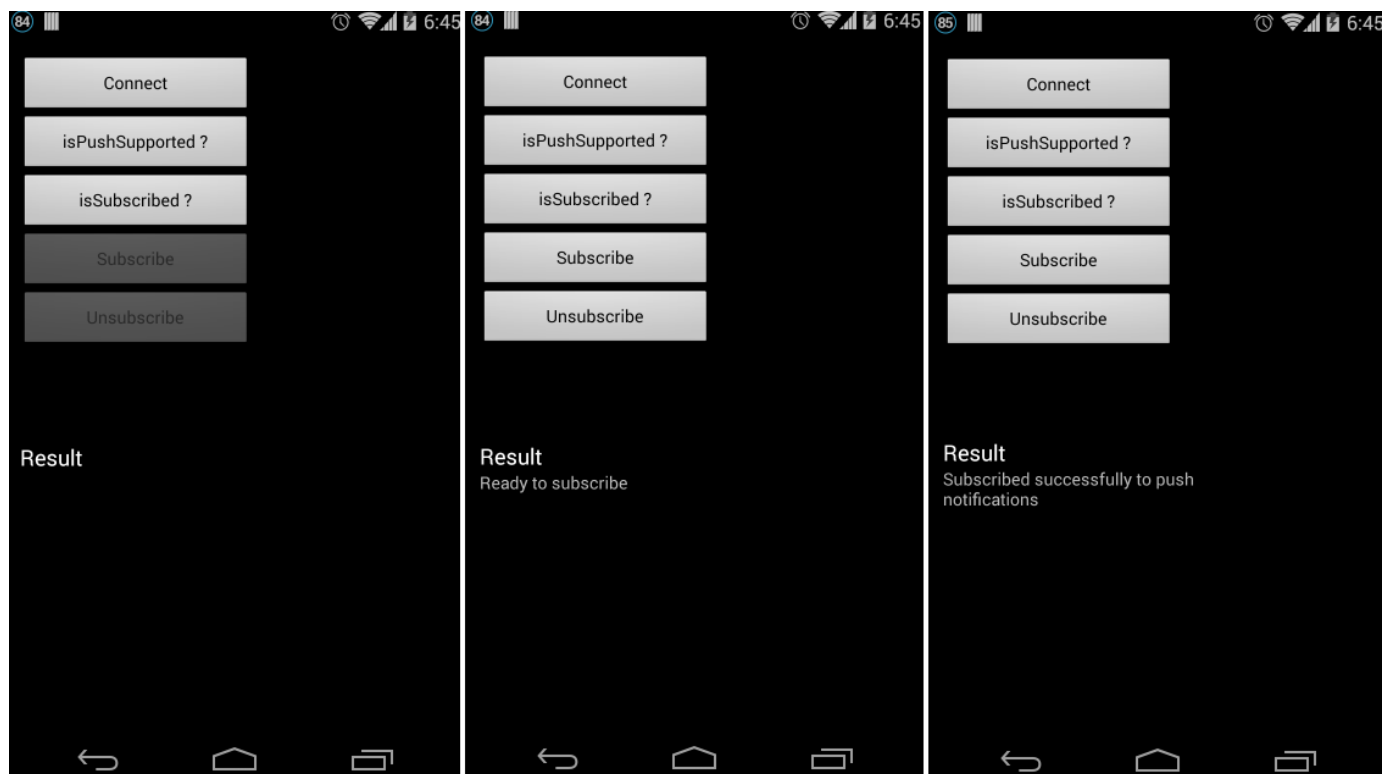 84
6:45
Connect
isPushSupported ?
isSubscribed ?
Subscribe
Unsubscribe
Result
84
6:45
Connect
isPushSupported ?
isSubscribed ?
Subscribe
Unsubscribe
Result
Ready to subscribe
85
6:45
Connect
isPushSupported ?
isSubscribed ?
Subscribe
Unsubscribe
Result
Subscribed successfully to push
notifications